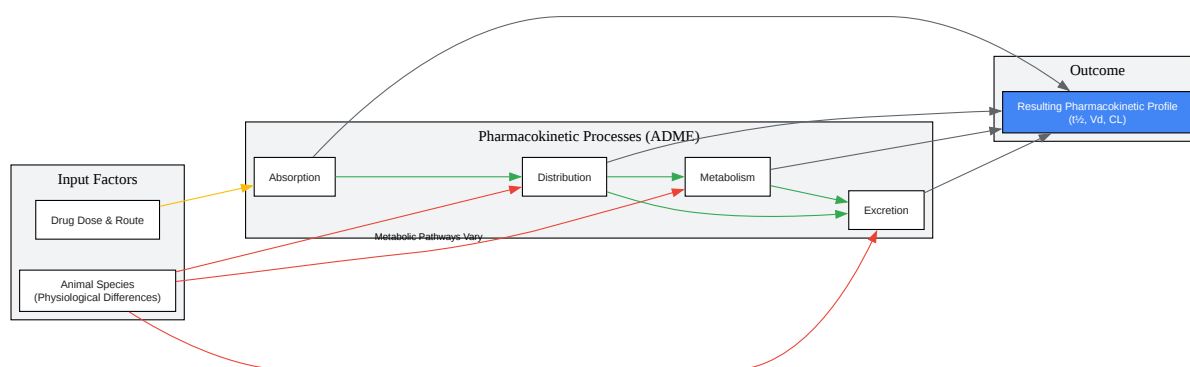 Outcome
Resulting Pharmacokinetic Profile
(t½, Vd, CL)
Pharmacokinetic Processes (ADME)
Absorption
Distribution
Metabolism
Excretion
Input Factors
Drug Dose & Route
Metabolic Pathways Vary
Animal Species
(Physiological Differences)